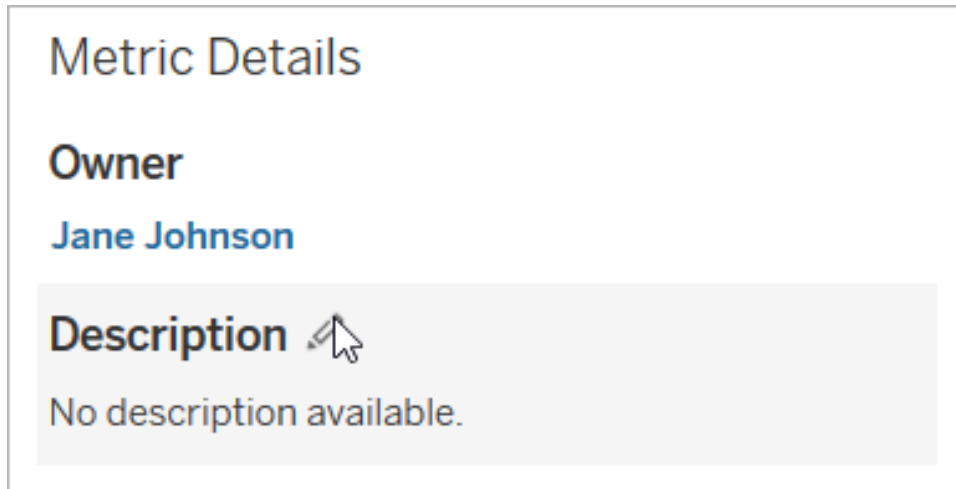 Metric Details
Owner
Jane Johnson
Description
No description available.